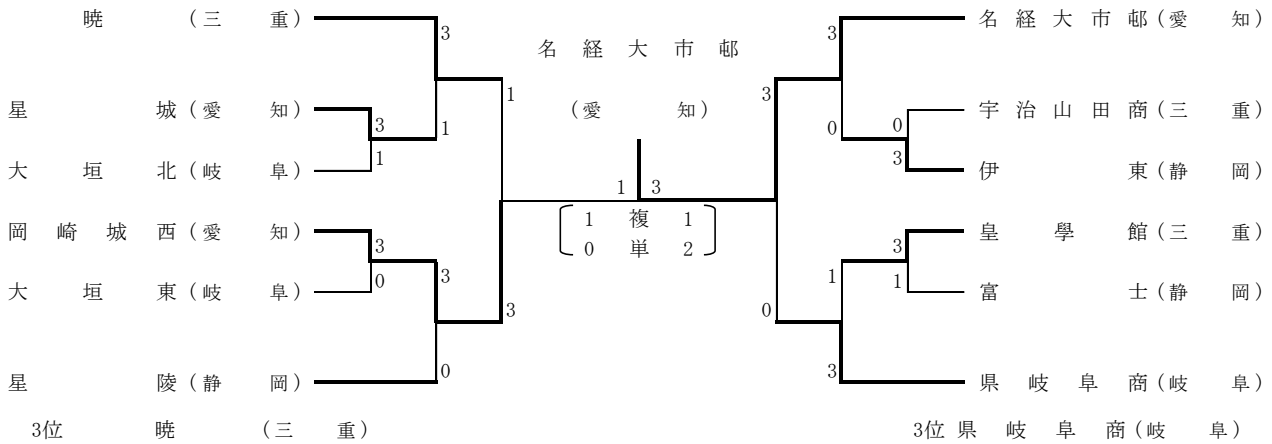 暁 (三 重) 名 経 大 市 邨 (愛 知)
3 3
名 経 大 市 邨
(愛 知)
1 3
星 城 (愛 知) 宇 治 山 田 商 (三 重)
3 1 0 0
1 3
大 垣 北 (岐 阜) 伊 東 (静 岡)
1 3
1 複 1
0 単 2
岡 崎 城 西 (愛 知) 皇 學 館 (三 重)
3 3
0 3 1 1
大 垣 東 (岐 阜) 富 士 (静 岡)
3 0
0 3
星 陵 (静 岡) 県 岐 阜 商 (岐 阜)
3位 暁 (三 重) 3位 県 岐 阜 商 (岐 阜)